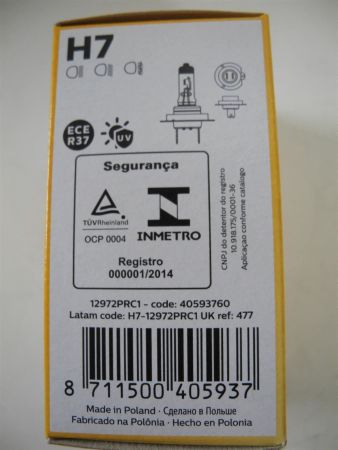 H7
ECE
R37
UV
Segurança
TÜVRheinland
OCP 0004
INMETRO
Registro
000001/2014
CNPJ do detentor do registro
10.918.175/0001-36
Aplicaçao conforme catalogo
12972PRC1 - code: 40593760
Latam code: H7-12972PRC1 UK ref: 477
8 711500 405937
Made in Poland - Сделано в Польше
Fabricado na Polônia - Hecho en Polonia